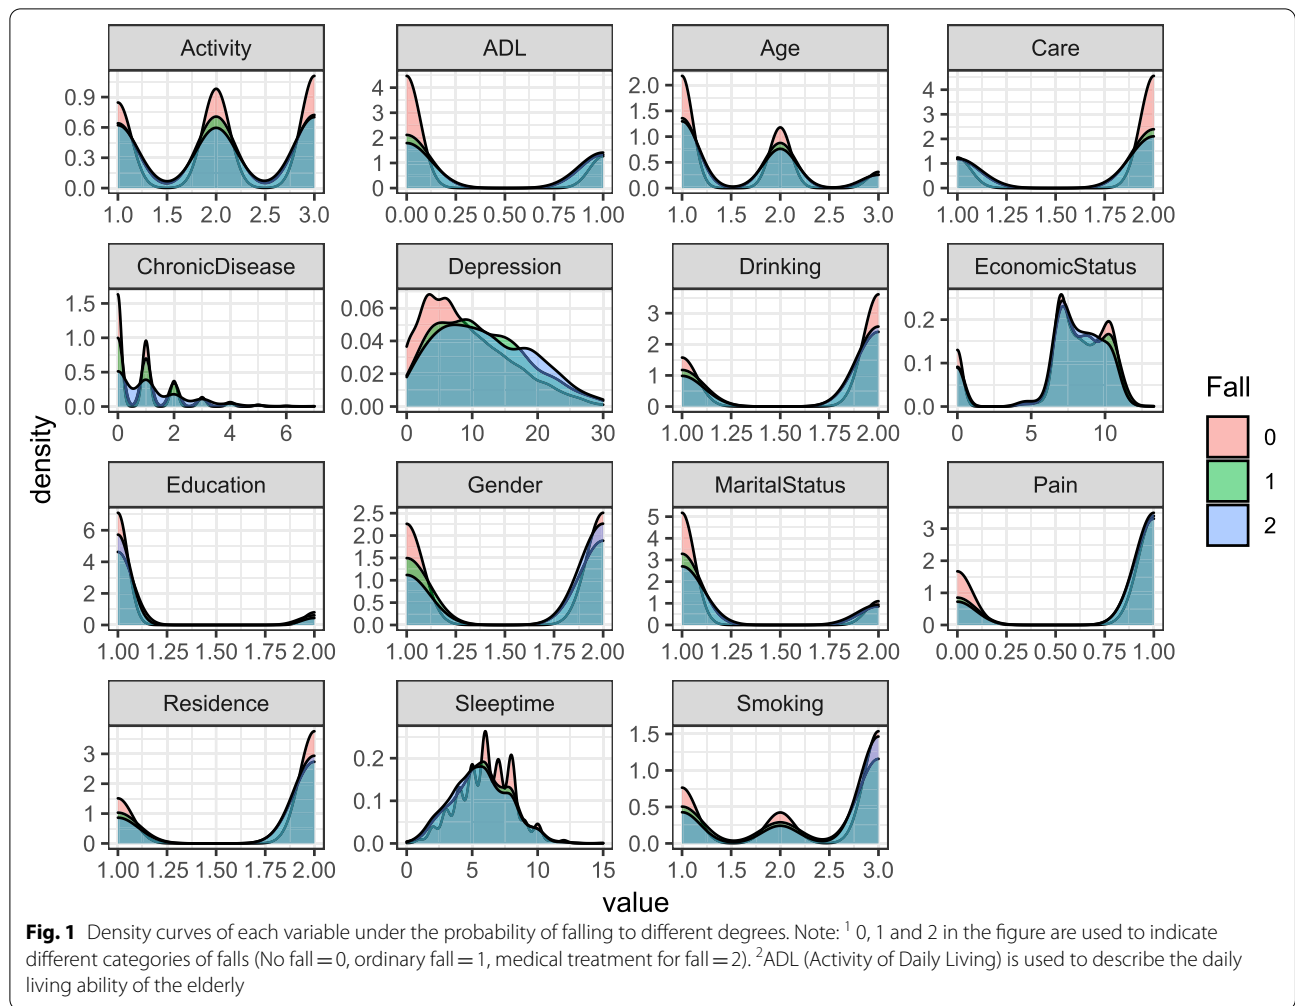 Activity ADL Age Care
0.9 4 2.0 4
0.6 3 1.5 3
0.3 2 1.0 2
0.0 1 0.5 1
0 0.0 0
1.0 1.5 2.0 2.5 3.0 0.00 0.25 0.50 0.75 1.00 1.0 1.5 2.0 2.5 3.0 1.00 1.25 1.50 1.75 2.00
ChronicDisease Depression Drinking EconomicStatus
1.5 0.06 3 0.2
1.0 0.04 2 0.1
0.5 0.02 1 0.0
0.0 0.00 0
0 2 4 6 0 10 20 30 1.00 1.25 1.50 1.75 2.00 0 5 10
Education Gender MaritalStatus Pain
6 2.5 5 3
4 2.0 4 2
2 1.5 3 1
0 1.0 2 0
0.5 1
0.0 0
1.00 1.25 1.50 1.75 2.00 1.00 1.25 1.50 1.75 2.00 1.00 1.25 1.50 1.75 2.00 0.00 0.25 0.50 0.75 1.00
Residence Sleeptime Smoking
3 0.2 1.5
2 0.1 1.0
1 0.0 0.5
0 0.0
1.00 1.25 1.50 1.75 2.00 0 5 10 15 1.0 1.5 2.0 2.5 3.0
density
value
Fall
0
1
2
Fig. 1 Density curves of each variable under the probability of falling to different degrees. Note: ¹ 0, 1 and 2 in the figure are used to indicate
different categories of falls (No fall = 0, ordinary fall = 1, medical treatment for fall = 2). ²ADL (Activity of Daily Living) is used to describe the daily
living ability of the elderly